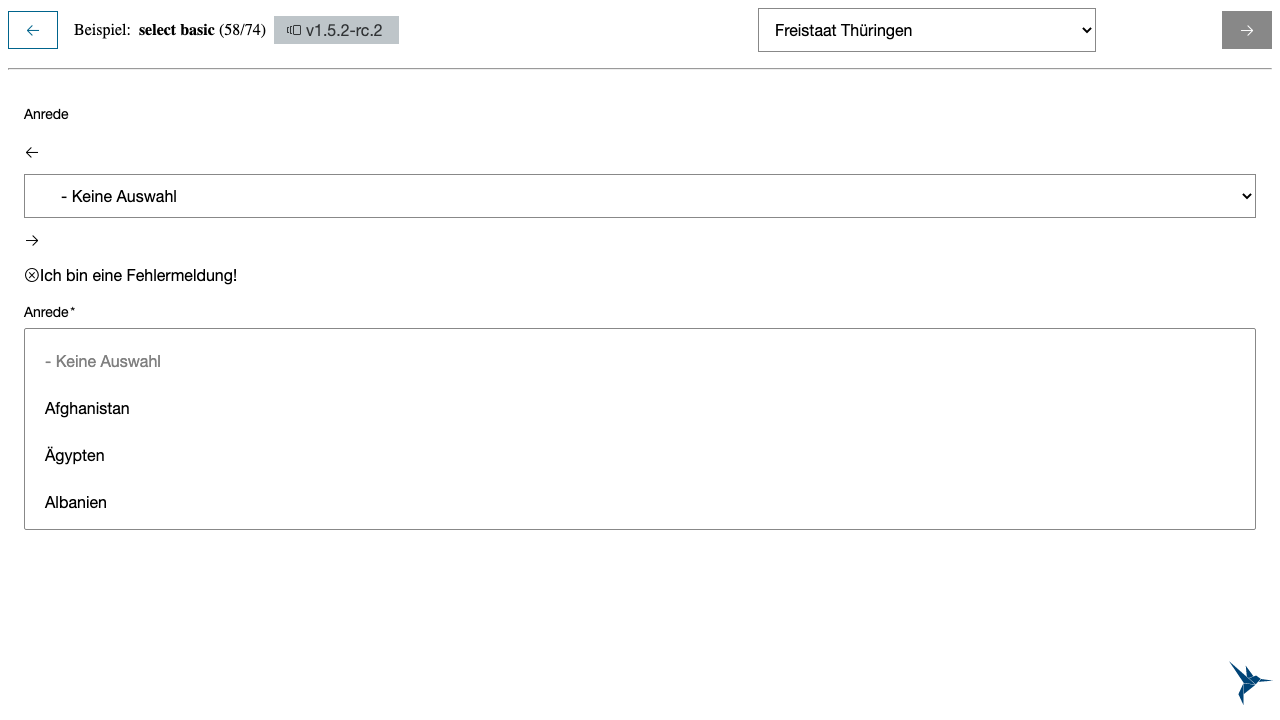 Beispiel: select basic (58/74) v1.5.2-rc.2 Freistaat Thüringen
Anrede
- Keine Auswahl
Ich bin eine Fehlermeldung!
Anrede*
- Keine Auswahl
Afghanistan
Ägypten
Albanien